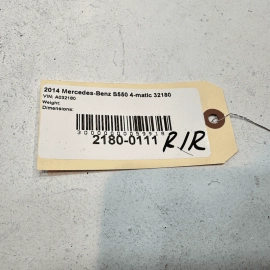 2014 Mercedes-Benz S550 4-matic 32180
VIN: A032180
Weight:
Dimensions:
2180-0111 R/R